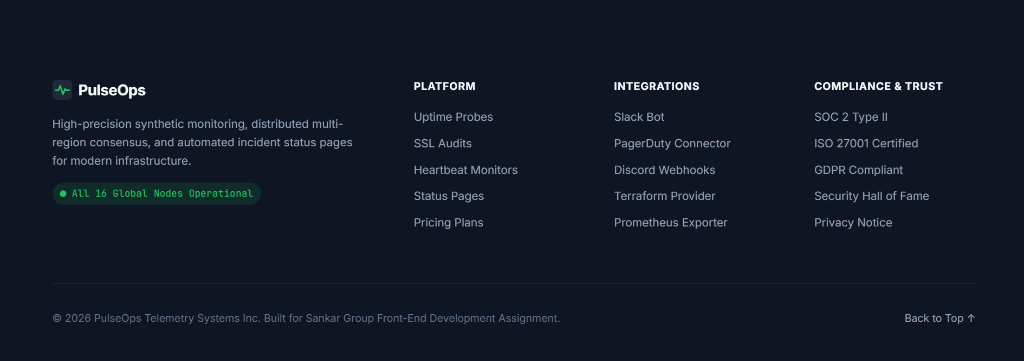 PulseOps
High-precision synthetic monitoring, distributed multi-
region consensus, and automated incident status pages
for modern infrastructure.
All 16 Global Nodes Operational
PLATFORM
Uptime Probes
SSL Audits
Heartbeat Monitors
Status Pages
Pricing Plans
INTEGRATIONS
Slack Bot
PagerDuty Connector
Discord Webhooks
Terraform Provider
Prometheus Exporter
COMPLIANCE & TRUST
SOC 2 Type II
ISO 27001 Certified
GDPR Compliant
Security Hall of Fame
Privacy Notice
© 2026 PulseOps Telemetry Systems Inc. Built for Sankar Group Front-End Development Assignment.
Back to Top ↑